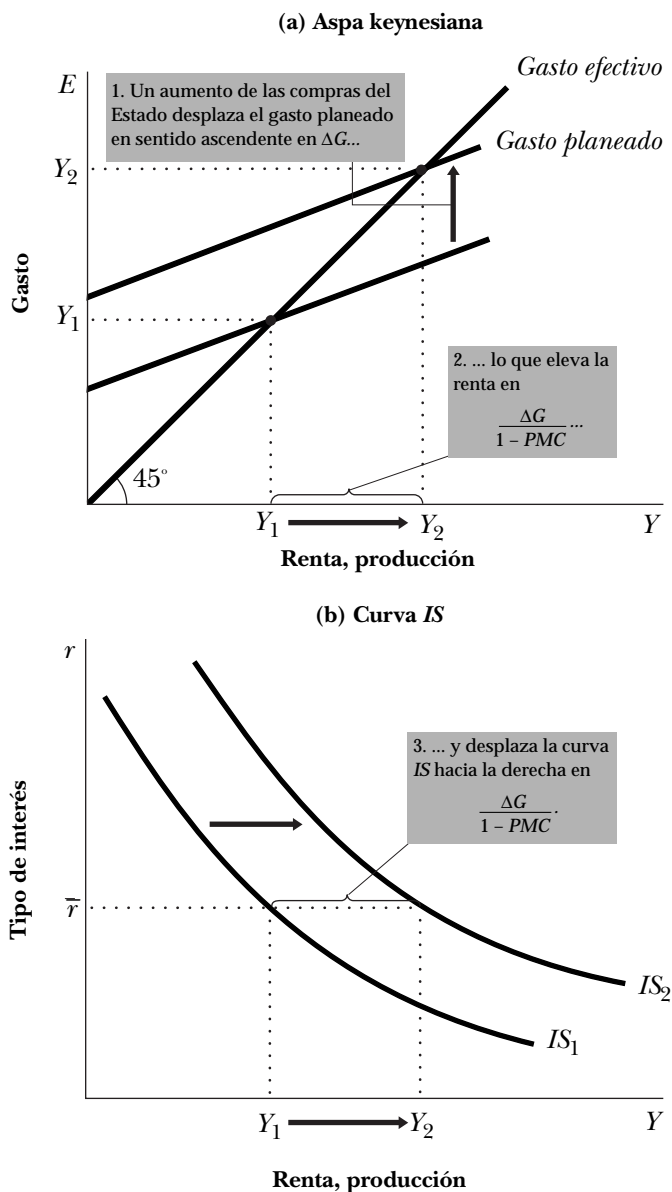 (a) Aspa keynesiana
E
1. Un aumento de las compras del
Estado desplaza el gasto planeado
en sentido ascendente en ΔG...
Gasto efectivo
Gasto planeado
Y₂
Gasto
Y₁
2. ... lo que eleva la
renta en
ΔG
1 – PMC ...
45°
Y₁
Y₂
Y
Renta, producción
(b) Curva IS
r
3. ... y desplaza la curva
IS hacia la derecha en
ΔG
1 – PMC .
Tipo de interés
r̅
IS₂
IS₁
Y₁
Y₂
Y
Renta, producción